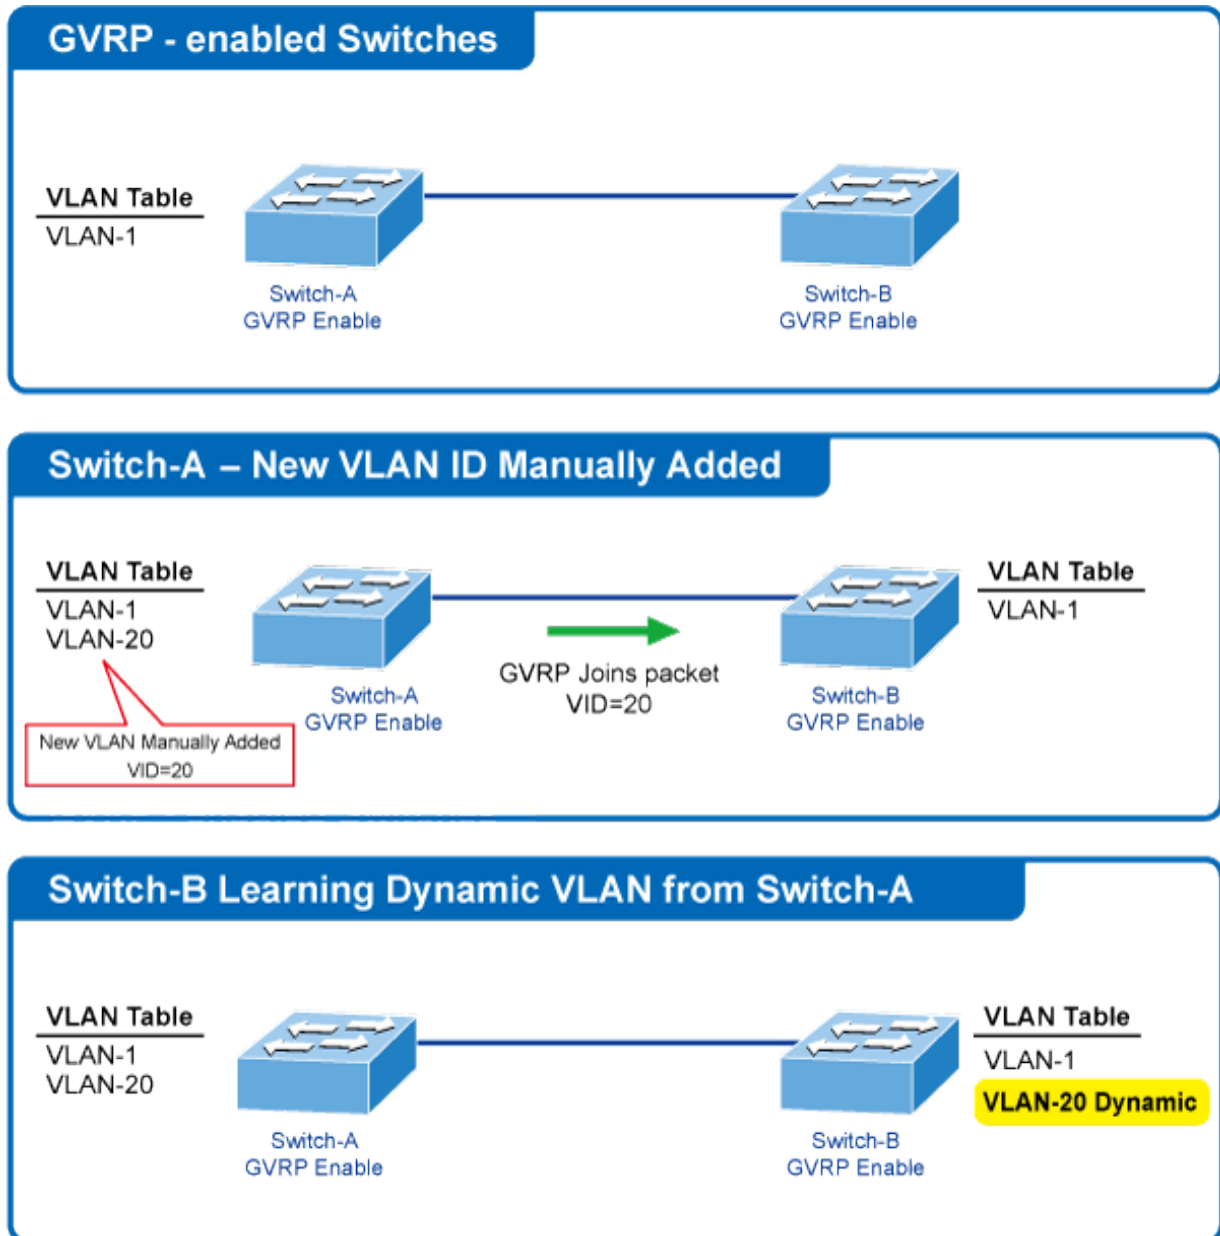 GVRP - enabled Switches
VLAN Table
VLAN-1
Switch-A
GVRP Enable
Switch-B
GVRP Enable
Switch-A – New VLAN ID Manually Added
VLAN Table
VLAN-1
VLAN-20
New VLAN Manually Added
VID=20
Switch-A
GVRP Enable
GVRP Joins packet
VID=20
Switch-B
GVRP Enable
VLAN Table
VLAN-1
Switch-B Learning Dynamic VLAN from Switch-A
VLAN Table
VLAN-1
VLAN-20
Switch-A
GVRP Enable
Switch-B
GVRP Enable
VLAN Table
VLAN-1
VLAN-20 Dynamic